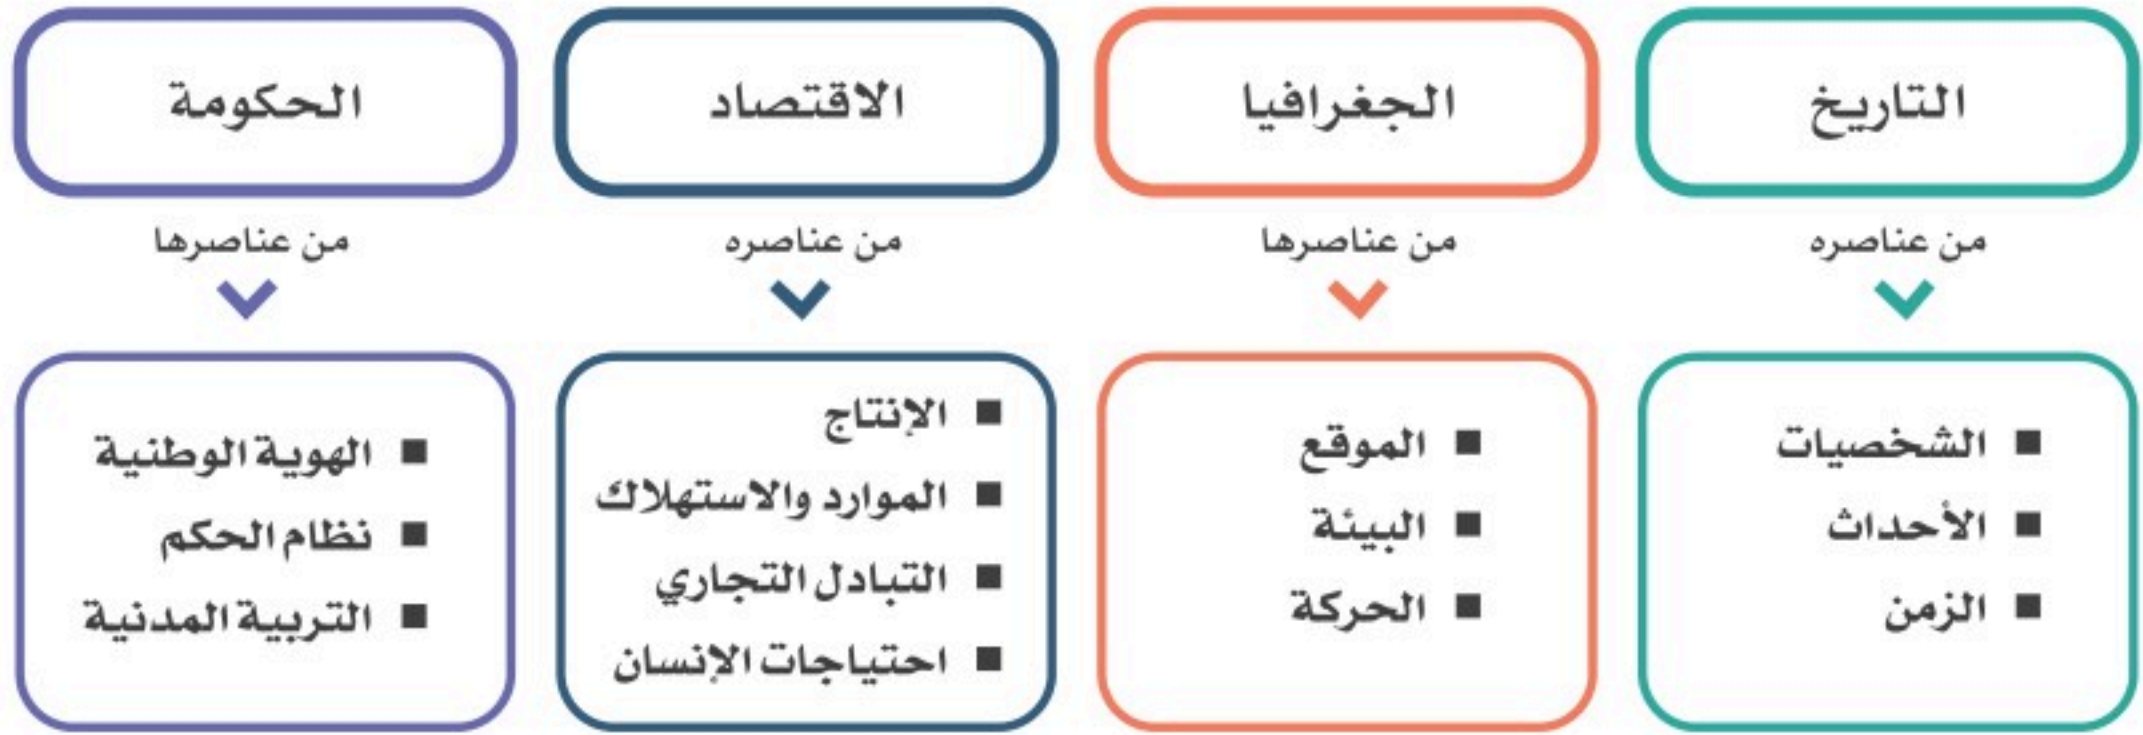 التاريخ
من عناصره
■ الشخصيات
■ الأحداث
■ الزمن
الجغرافيا
من عناصرها
■ الموقع
■ البيئة
■ الحركة
الاقتصاد
من عناصره
■ الإنتاج
■ الموارد والاستهلاك
■ التبادل التجاري
■ احتياجات الإنسان
الحكومة
من عناصرها
■ الهوية الوطنية
■ نظام الحكم
■ التربية المدنية